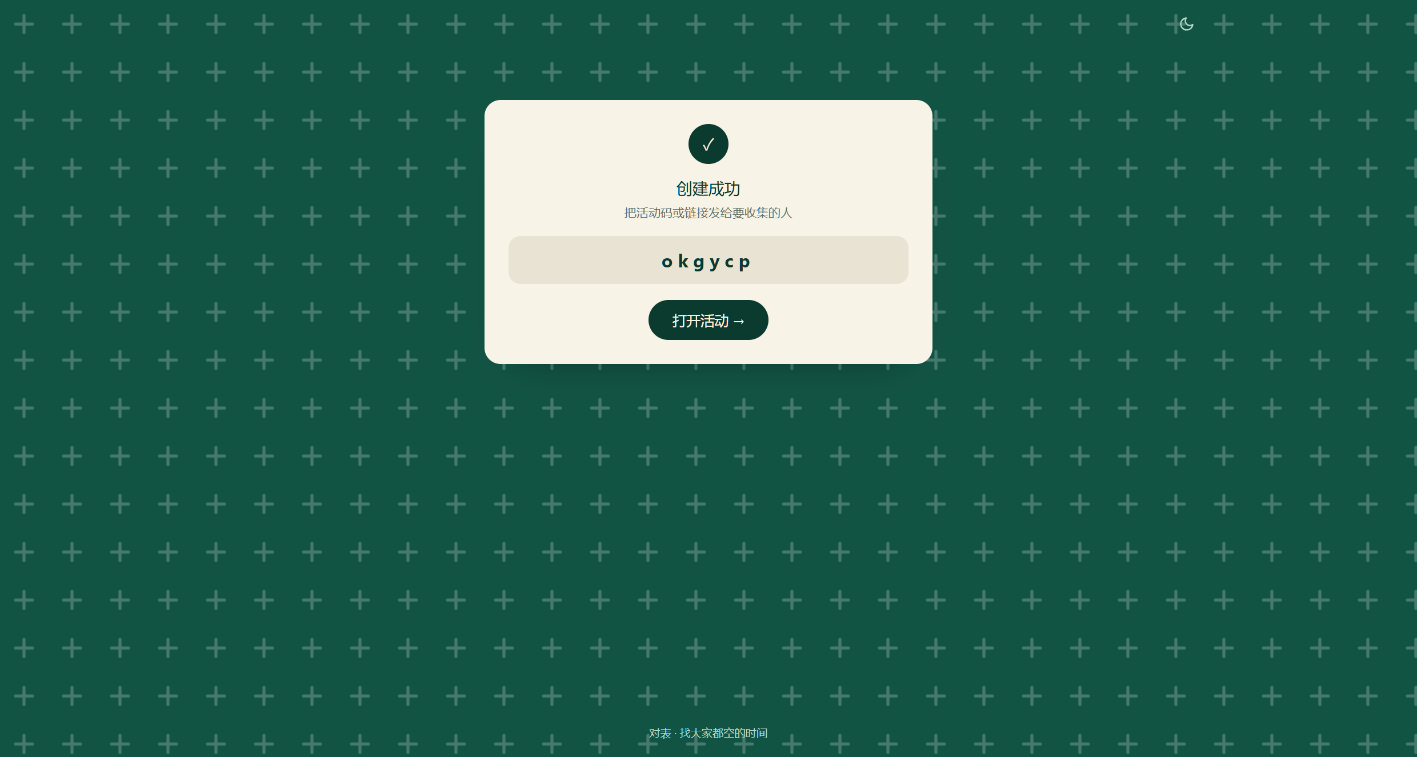 创建成功
把活动码或链接发给要收集的人
okgycp
打开活动 →
对表 · 找大家都空的时间